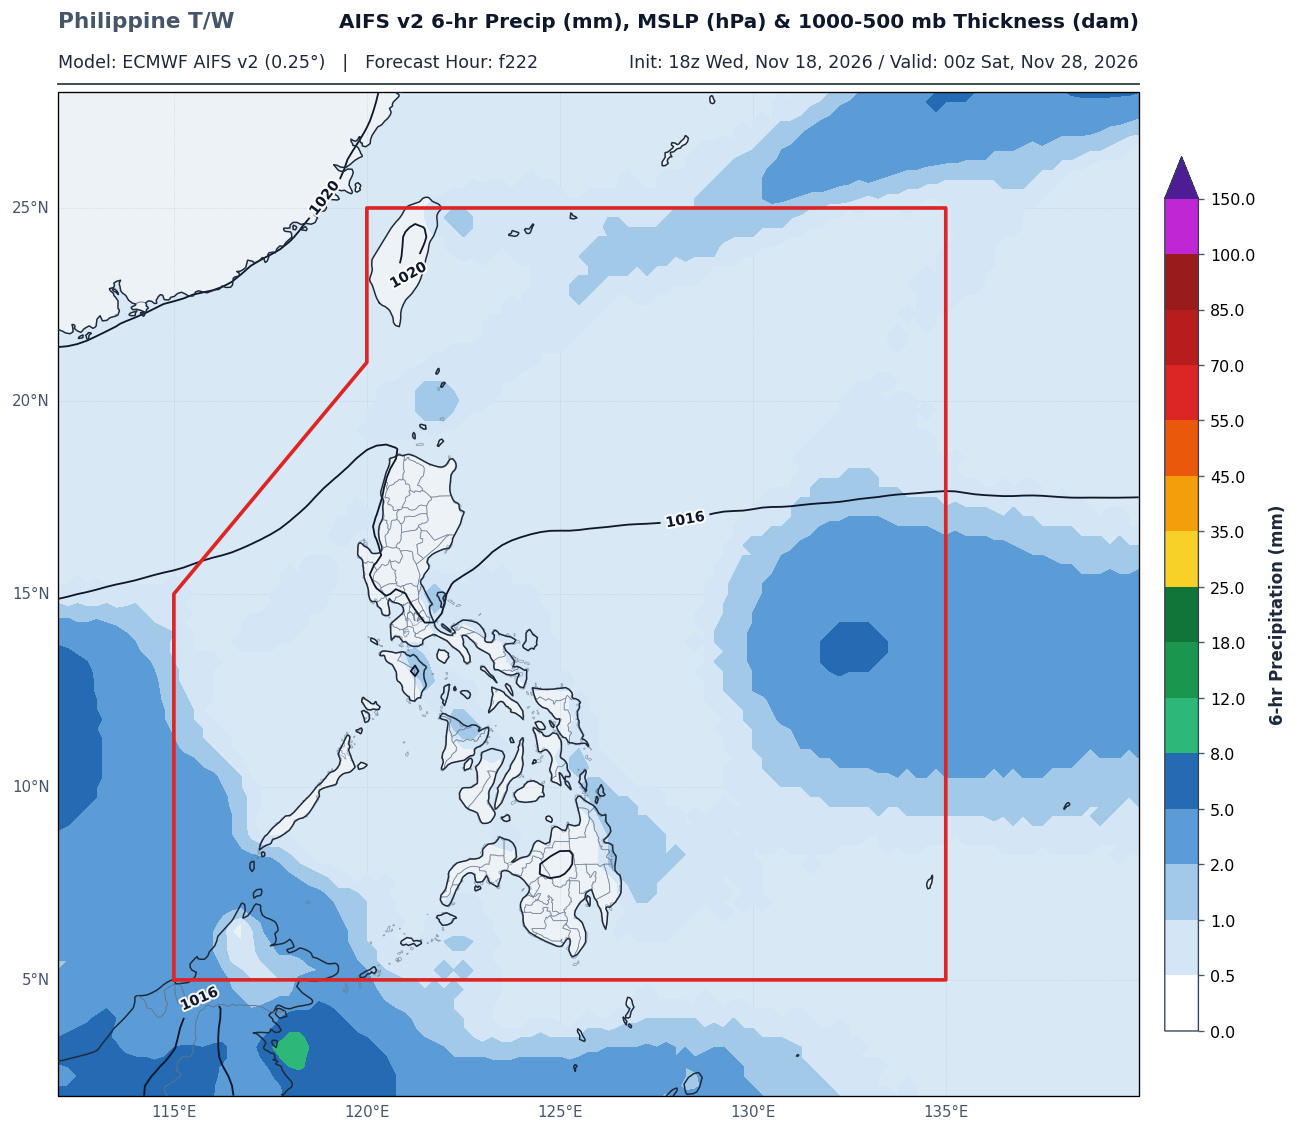 Philippine T/W
AIFS v2 6-hr Precip (mm), MSLP (hPa) & 1000-500 mb Thickness (dam)
Model: ECMWF AIFS v2 (0.25°)   |   Forecast Hour: f222
Init: 18z Wed, Nov 18, 2026 / Valid: 00z Sat, Nov 28, 2026
25°N
20°N
15°N
10°N
5°N
115°E
120°E
125°E
130°E
135°E
1020
1020
1016
1016
150.0
100.0
85.0
70.0
55.0
45.0
35.0
25.0
18.0
12.0
8.0
5.0
2.0
1.0
0.5
0.0
6-hr Precipitation (mm)